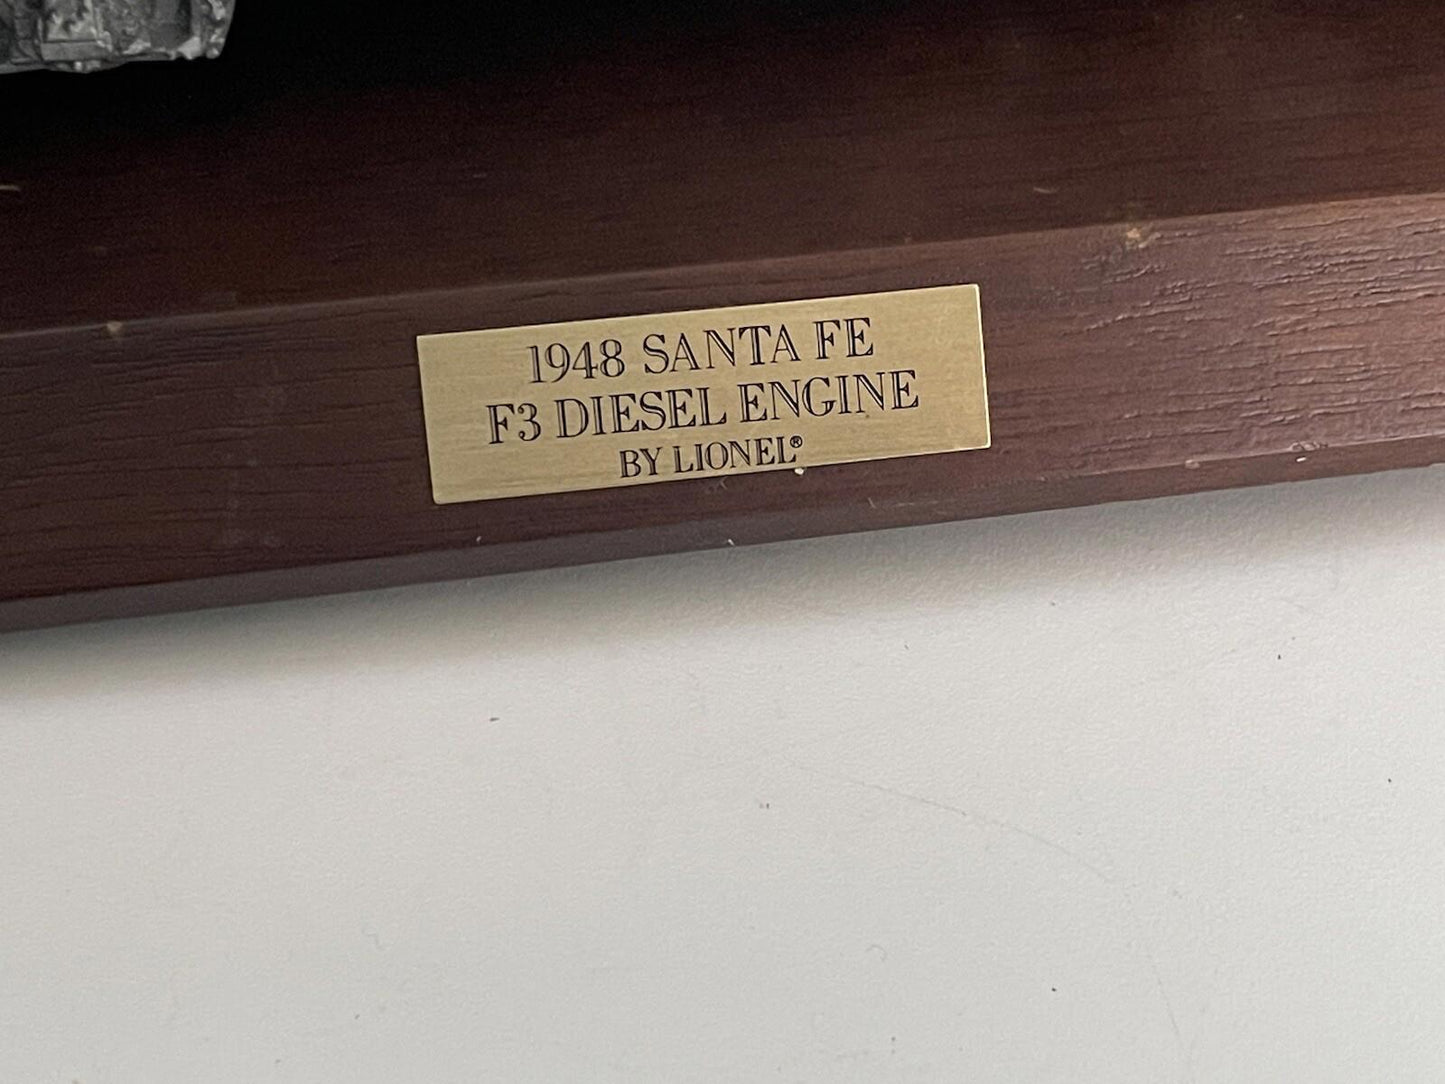 1948 SANTA FE
F3 DIESEL ENGINE
BY LIONEL®